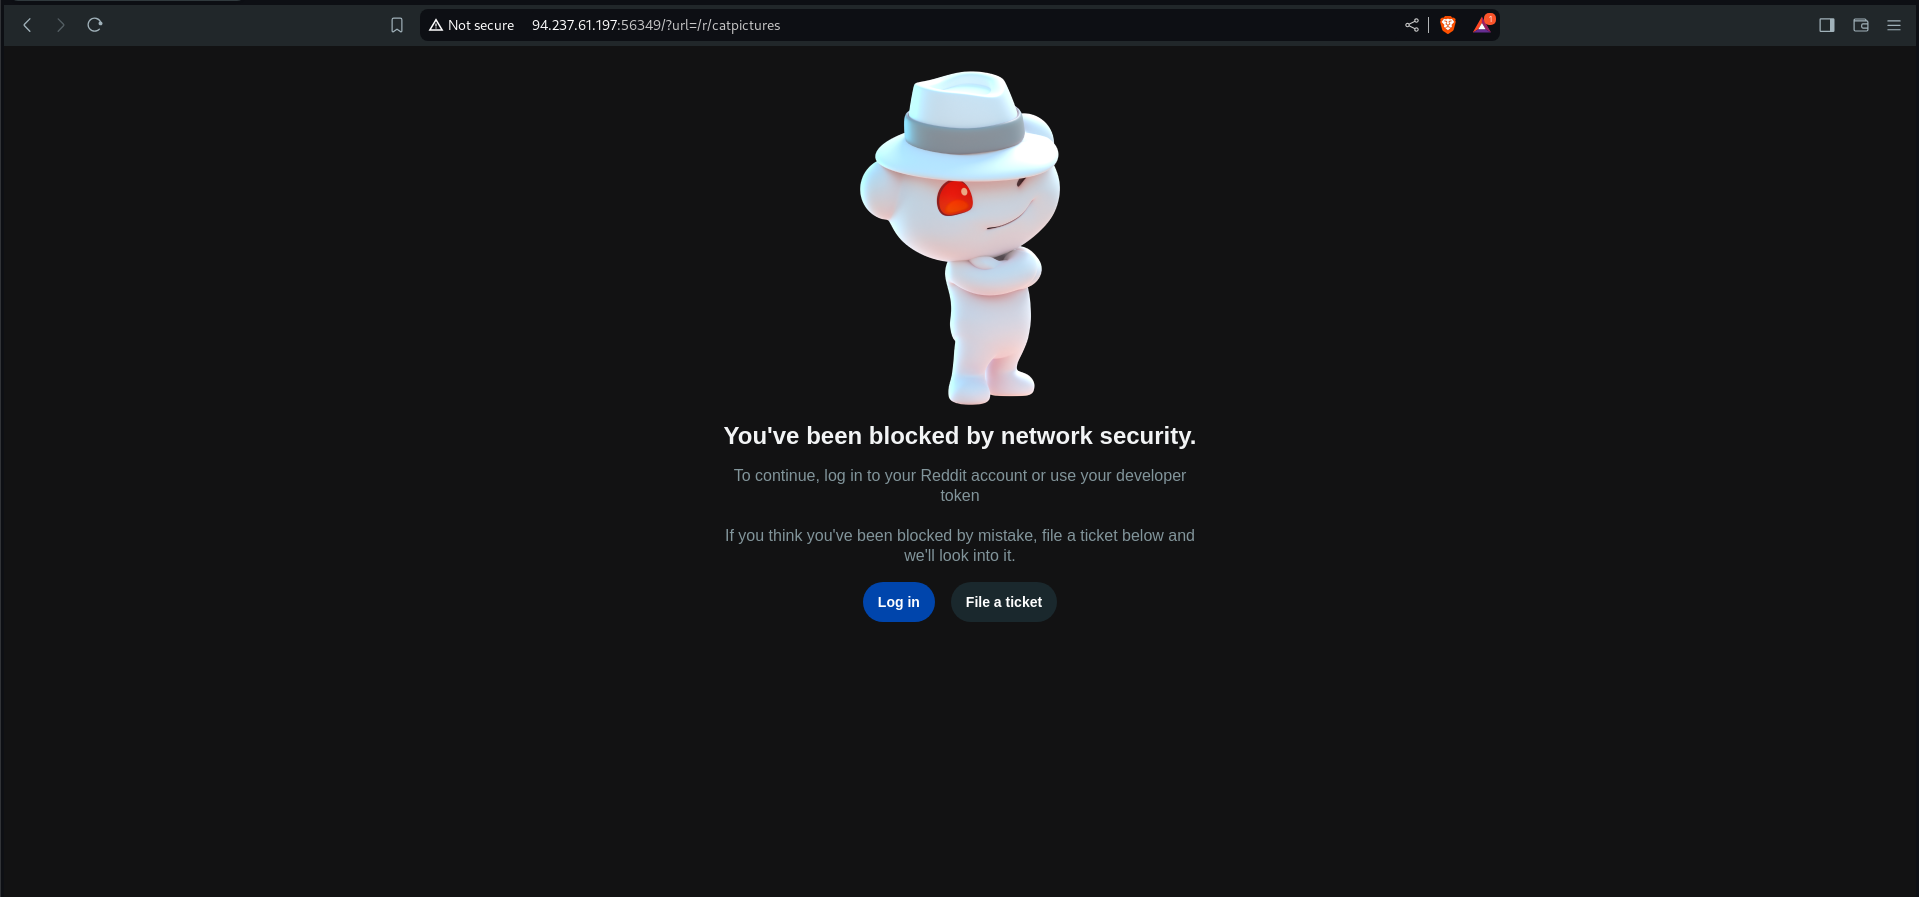 Not secure 94.237.61.197:56349/?url=/r/catpictures
1
You've been blocked by network security.
To continue, log in to your Reddit account or use your developer
token
If you think you've been blocked by mistake, file a ticket below and
we'll look into it.
Log in File a ticket